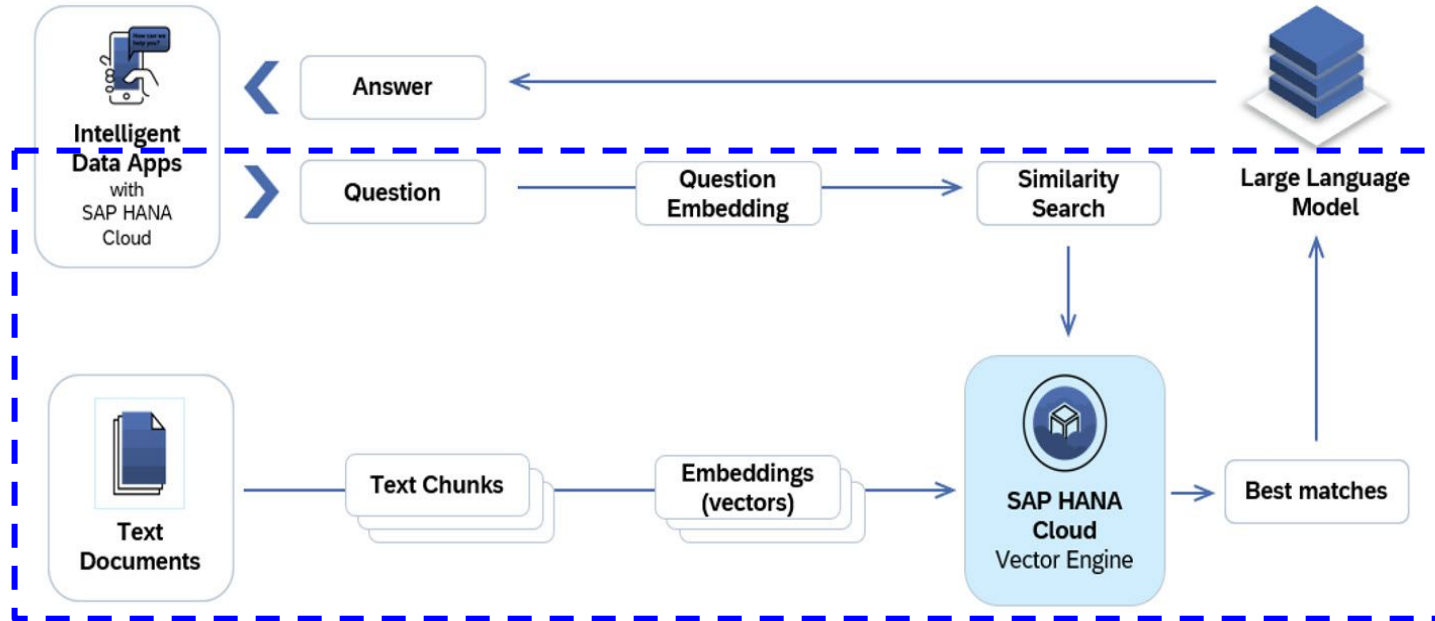 How can we
help you?
Intelligent
Data Apps
with
SAP HANA
Cloud
Answer
Question
Question
Embedding
Similarity
Search
Large Language
Model
Text
Documents
Text Chunks
Embeddings
(vectors)
SAP HANA
Cloud
Vector Engine
Best matches